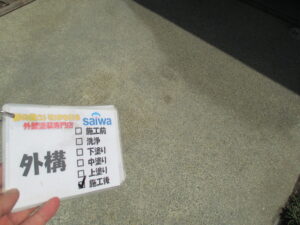 外壁塗装専門店
saiwa
外構
□ 施工前
□ 洗浄
□ 下塗り
□ 中塗り
□ 上塗り
☑ 施工後